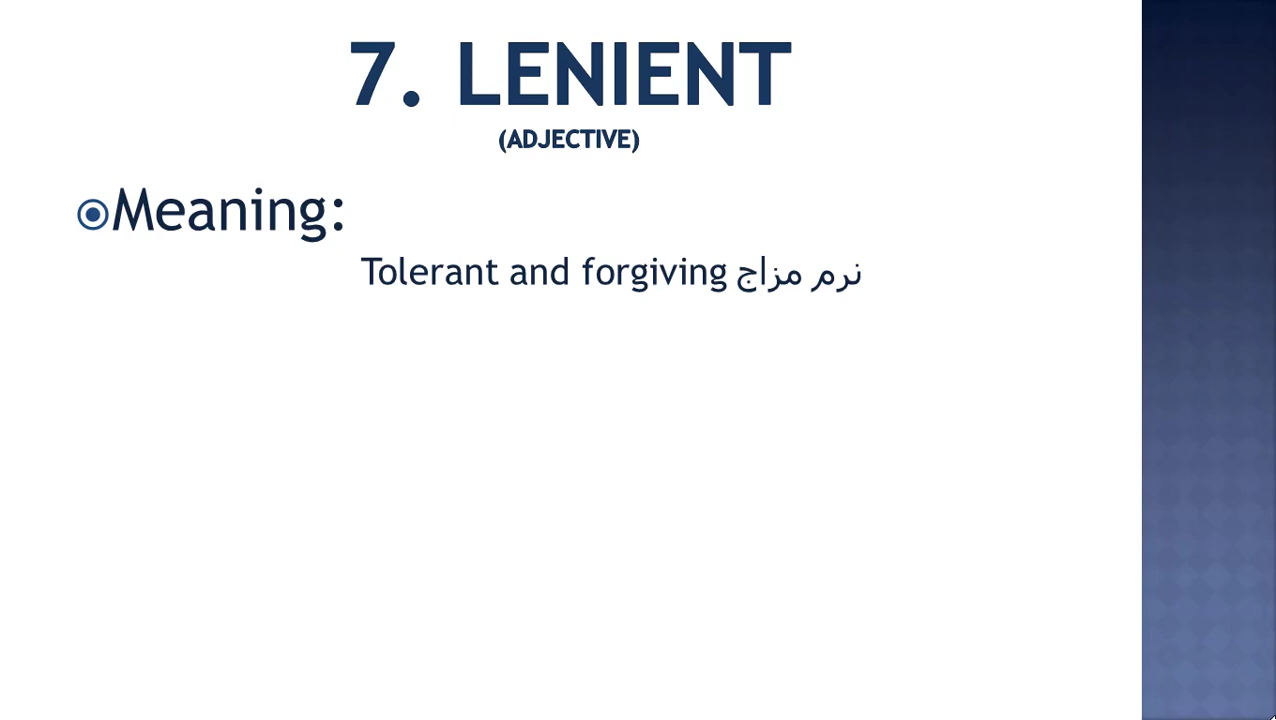 7. LENIENT
(ADJECTIVE)
Meaning:
Tolerant and forgiving نرم مزاج